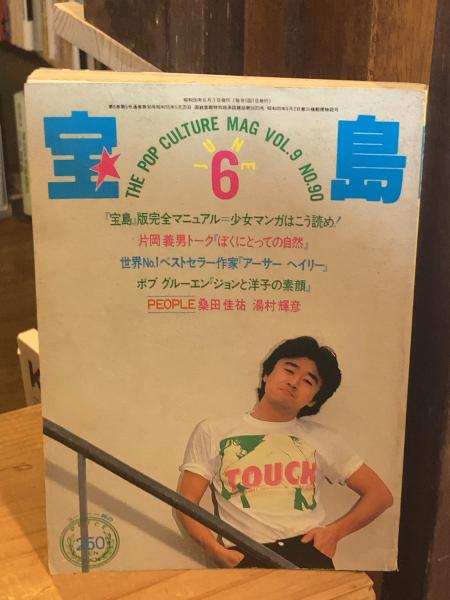 宝島
THE POP CULTURE MAG VOL.9 NO.90
JUNE
6
『宝島』版完全マニュアル=少女マンガはこう読め!
片岡義男トーク『ぼくにとっての自然』
世界No.1ベストセラー作家『アーサー ヘイリー』
ボブ グルーエン『ジョンと洋子の素顔』
PEOPLE 桑田佳祐 湯村輝彦
TOUCH
PRICE
250
YEN